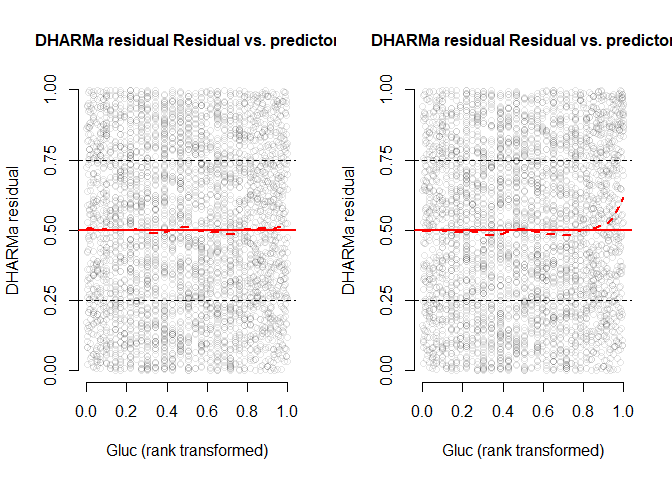 DHARMa residual Residual vs. predictor
DHARMa residual
0.00 0.25 0.50 0.75 1.00
0.0 0.2 0.4 0.6 0.8 1.0
Gluc (rank transformed)
DHARMa residual Residual vs. predictor
DHARMa residual
0.00 0.25 0.50 0.75 1.00
0.0 0.2 0.4 0.6 0.8 1.0
Gluc (rank transformed)